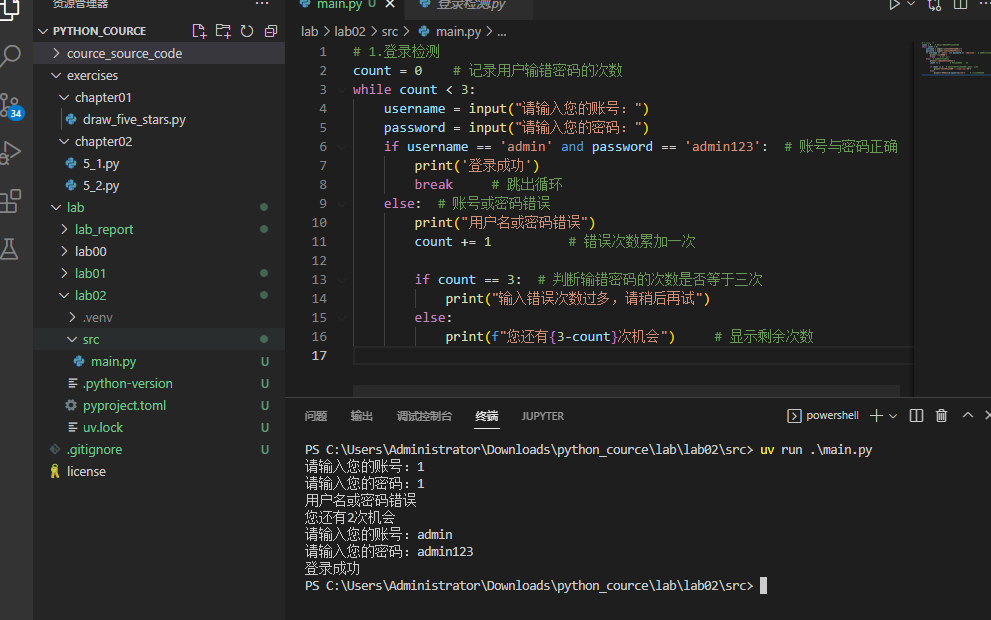 资源管理器
PYTHON_COURCE
cource_source_code
exercises
chapter01
draw_five_stars.py
chapter02
5_1.py
5_2.py
lab
lab_report
lab00
lab01
lab02
.venv
src
main.py U
.python-version U
pyproject.toml U
uv.lock U
.gitignore U
license
34
main.py U 登录检测.py
lab > lab02 > src > main.py > ...
1 # 1.登录检测
2 count = 0    # 记录用户输错密码的次数
3 while count < 3:
4     username = input("请输入您的账号：")
5     password = input("请输入您的密码：")
6     if username == 'admin' and password == 'admin123':  # 账号与密码正确
7         print('登录成功')
8         break     # 跳出循环
9     else:  # 账号或密码错误
10         print("用户名或密码错误")
11         count += 1          # 错误次数累加一次
12
13         if count == 3:  # 判断输错密码的次数是否等于三次
14             print("输入错误次数过多，请稍后再试")
15         else:
16             print(f"您还有{3-count}次机会")     # 显示剩余次数
17
问题 输出 调试控制台 终端 JUPYTER
powershell
PS C:\Users\Administrator\Downloads\python_cource\lab\lab02\src> uv run .\main.py
请输入您的账号：1
请输入您的密码：1
用户名或密码错误
您还有2次机会
请输入您的账号：admin
请输入您的密码：admin123
登录成功
PS C:\Users\Administrator\Downloads\python_cource\lab\lab02\src>